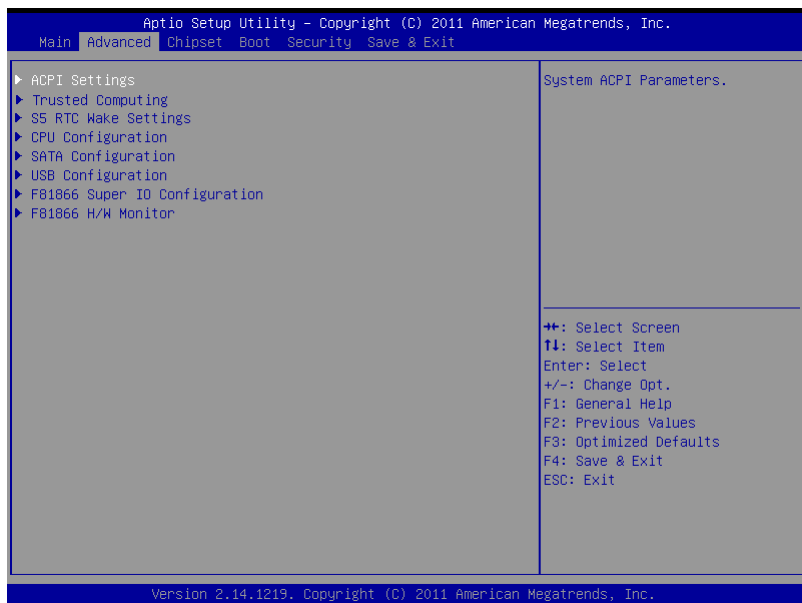 Aptio Setup Utility – Copyright (C) 2011 American Megatrends, Inc.
Main Advanced Chipset Boot Security Save & Exit
▶ ACPI Settings
▶ Trusted Computing
▶ S5 RTC Wake Settings
▶ CPU Configuration
▶ SATA Configuration
▶ USB Configuration
▶ F81866 Super IO Configuration
▶ F81866 H/W Monitor
System ACPI Parameters.
→←: Select Screen
↑↓: Select Item
Enter: Select
+/-: Change Opt.
F1: General Help
F2: Previous Values
F3: Optimized Defaults
F4: Save & Exit
ESC: Exit
Version 2.14.1219. Copyright (C) 2011 American Megatrends, Inc.